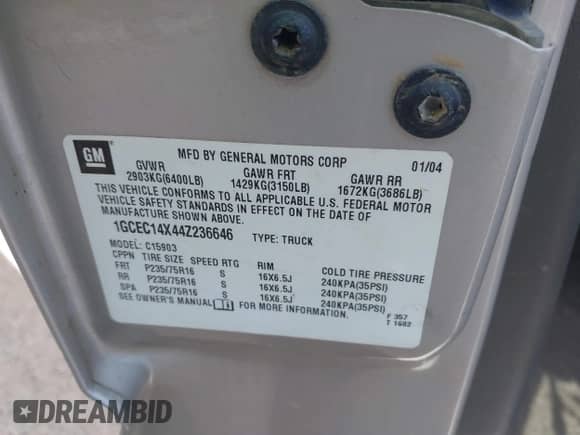 GM
MFD BY GENERAL MOTORS CORP 01/04
GVWR GAWR FRT GAWR RR
2903KG(6400LB) 1429KG(3150LB) 1672KG(3686LB)
THIS VEHICLE CONFORMS TO ALL APPLICABLE U.S. FEDERAL MOTOR
VEHICLE SAFETY STANDARDS IN EFFECT ON THE DATE OF
MANUFACTURE SHOWN ABOVE.
1GCEC14X44Z236646 TYPE: TRUCK
MODEL: C15903
CPPN TIRE SIZE SPEED RTG RIM COLD TIRE PRESSURE
FRT P235/75R16 S 16X6.5J 240KPA(35PSI)
RR P235/75R16 S 16X6.5J 240KPA(35PSI)
SPA P235/75R16 S 16X6.5J 240KPA(35PSI)
SEE OWNER'S MANUAL FOR MORE INFORMATION.
F 357
T 1682
DREAMBID